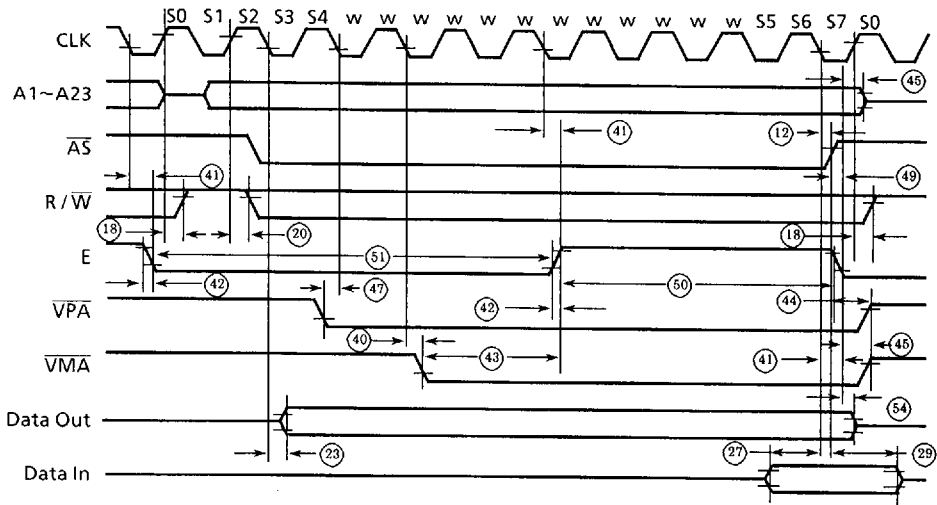 S0 S1 S2 S3 S4 w w w w w w w w w w w w S5 S6 S7 S0
CLK
45
A1~A23
41 12
AS
41 49
R / W
18 20 18
51
E
42 47 42 50 44
VPA
40 43 45
VMA
41
54
Data Out
23 27 29
Data In